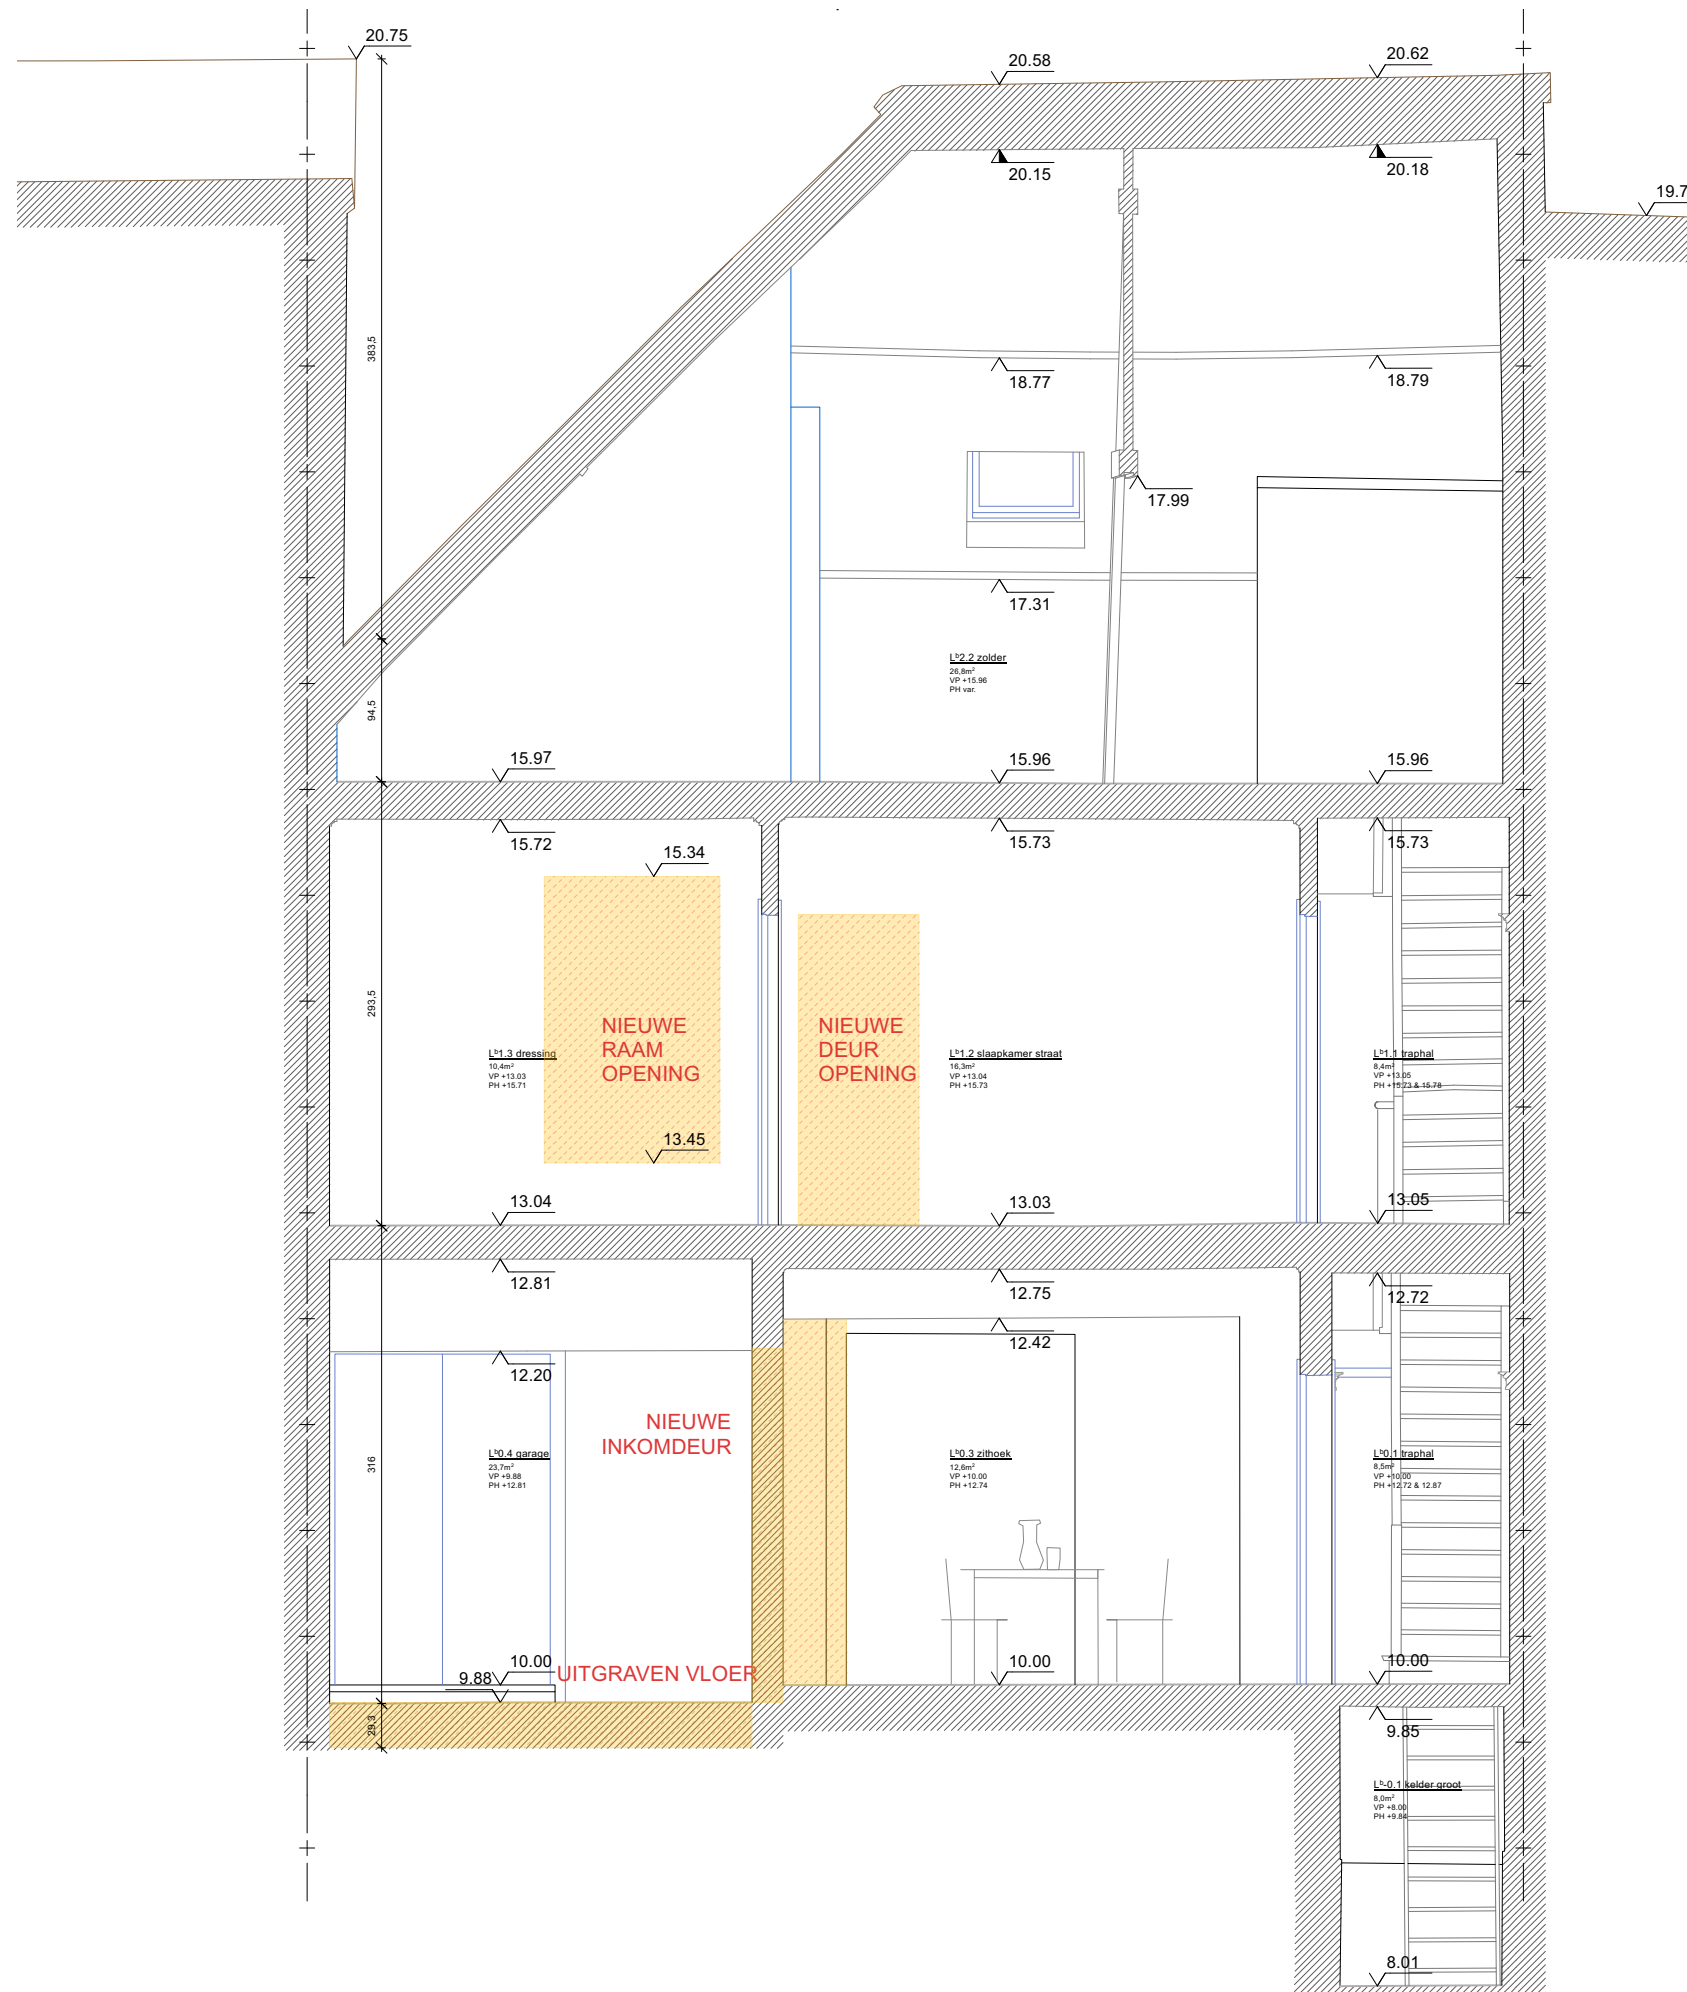 20.75
20.58
20.62
20.15
20.18
19.7
383,5
18.77
18.79
17.99
17.31
Lᵇ2.2 zolder
26,8m²
VP +15.96
PH var.
94,5
15.97
15.96
15.96
15.72
15.73
15.73
15.34
293,5
NIEUWE
RAAM
OPENING
NIEUWE
DEUR
OPENING
Lᵇ1.3 dressing
10,4m²
VP +13.03
PH +15.71
Lᵇ1.2 slaapkamer straat
16,3m²
VP +13.04
PH +15.73
Lᵇ1.1 traphal
8,4m²
VP +13.05
PH +15.73 & 15.78
13.45
13.04
13.03
13.05
12.81
12.75
12.72
12.42
12.20
NIEUWE
INKOMDEUR
316
Lᵇ0.4 garage
23,7m²
VP +9.88
PH +12.81
Lᵇ0.3 zithoek
12,6m²
VP +10.00
PH +12.74
Lᵇ0.1 traphal
8,5m²
VP +10.00
PH +12.72 & 12.87
10.00
9.88
UITGRAVEN VLOER
10.00
10.00
29,3
9.85
Lᵇ-0.1 kelder groot
8,0m²
VP +8.00
PH +9.84
8.01